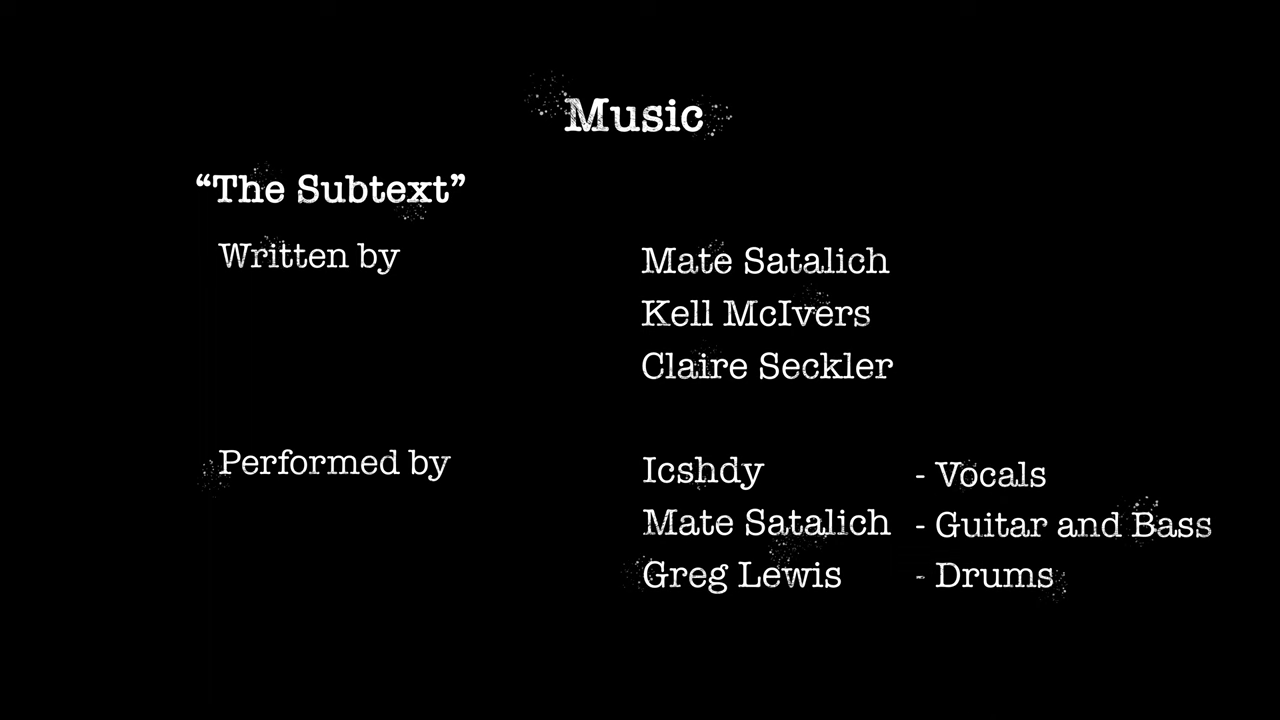 Music
“The Subtext”
Written by Mate Satalich
Kell McIvers
Claire Seckler
Performed by Icshdy - Vocals
Mate Satalich - Guitar and Bass
Greg Lewis - Drums